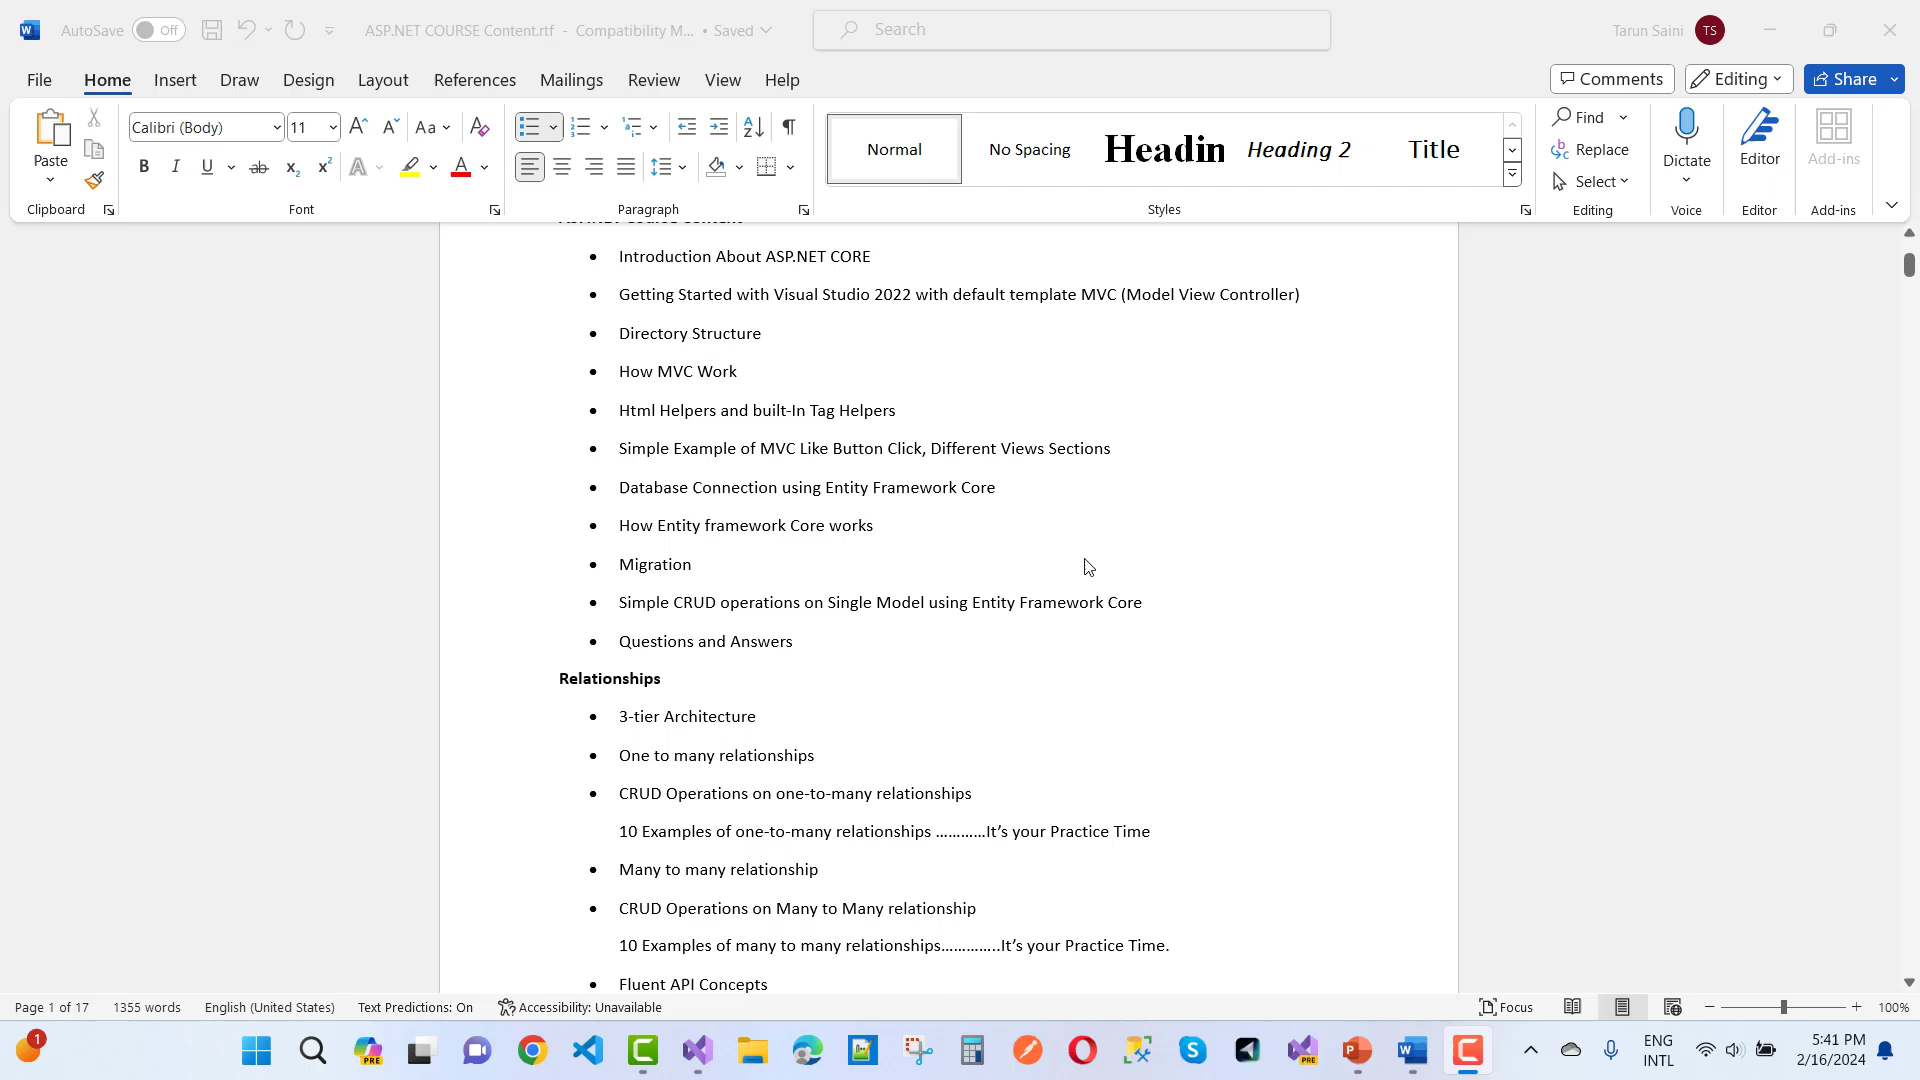 AutoSave Off ASP.NET COURSE Content.rtf - Compatibility M... • Saved Search Tarun Saini TS
File Home Insert Draw Design Layout References Mailings Review View Help Comments Editing Share
Paste
Calibri (Body) 11
Normal No Spacing Headin Heading 2 Title
Find
Replace
Select
Dictate
Editor
Add-ins
Clipboard Font Paragraph Styles Editing Voice Editor Add-ins
• Introduction About ASP.NET CORE
• Getting Started with Visual Studio 2022 with default template MVC (Model View Controller)
• Directory Structure
• How MVC Work
• Html Helpers and built-In Tag Helpers
• Simple Example of MVC Like Button Click, Different Views Sections
• Database Connection using Entity Framework Core
• How Entity framework Core works
• Migration
• Simple CRUD operations on Single Model using Entity Framework Core
• Questions and Answers
Relationships
• 3-tier Architecture
• One to many relationships
• CRUD Operations on one-to-many relationships
10 Examples of one-to-many relationships …………It’s your Practice Time
• Many to many relationship
• CRUD Operations on Many to Many relationship
10 Examples of many to many relationships…………..It’s your Practice Time.
• Fluent API Concepts
Page 1 of 17 1355 words English (United States) Text Predictions: On Accessibility: Unavailable Focus 100%
1 PRE PRE ENG INTL 5:41 PM 2/16/2024